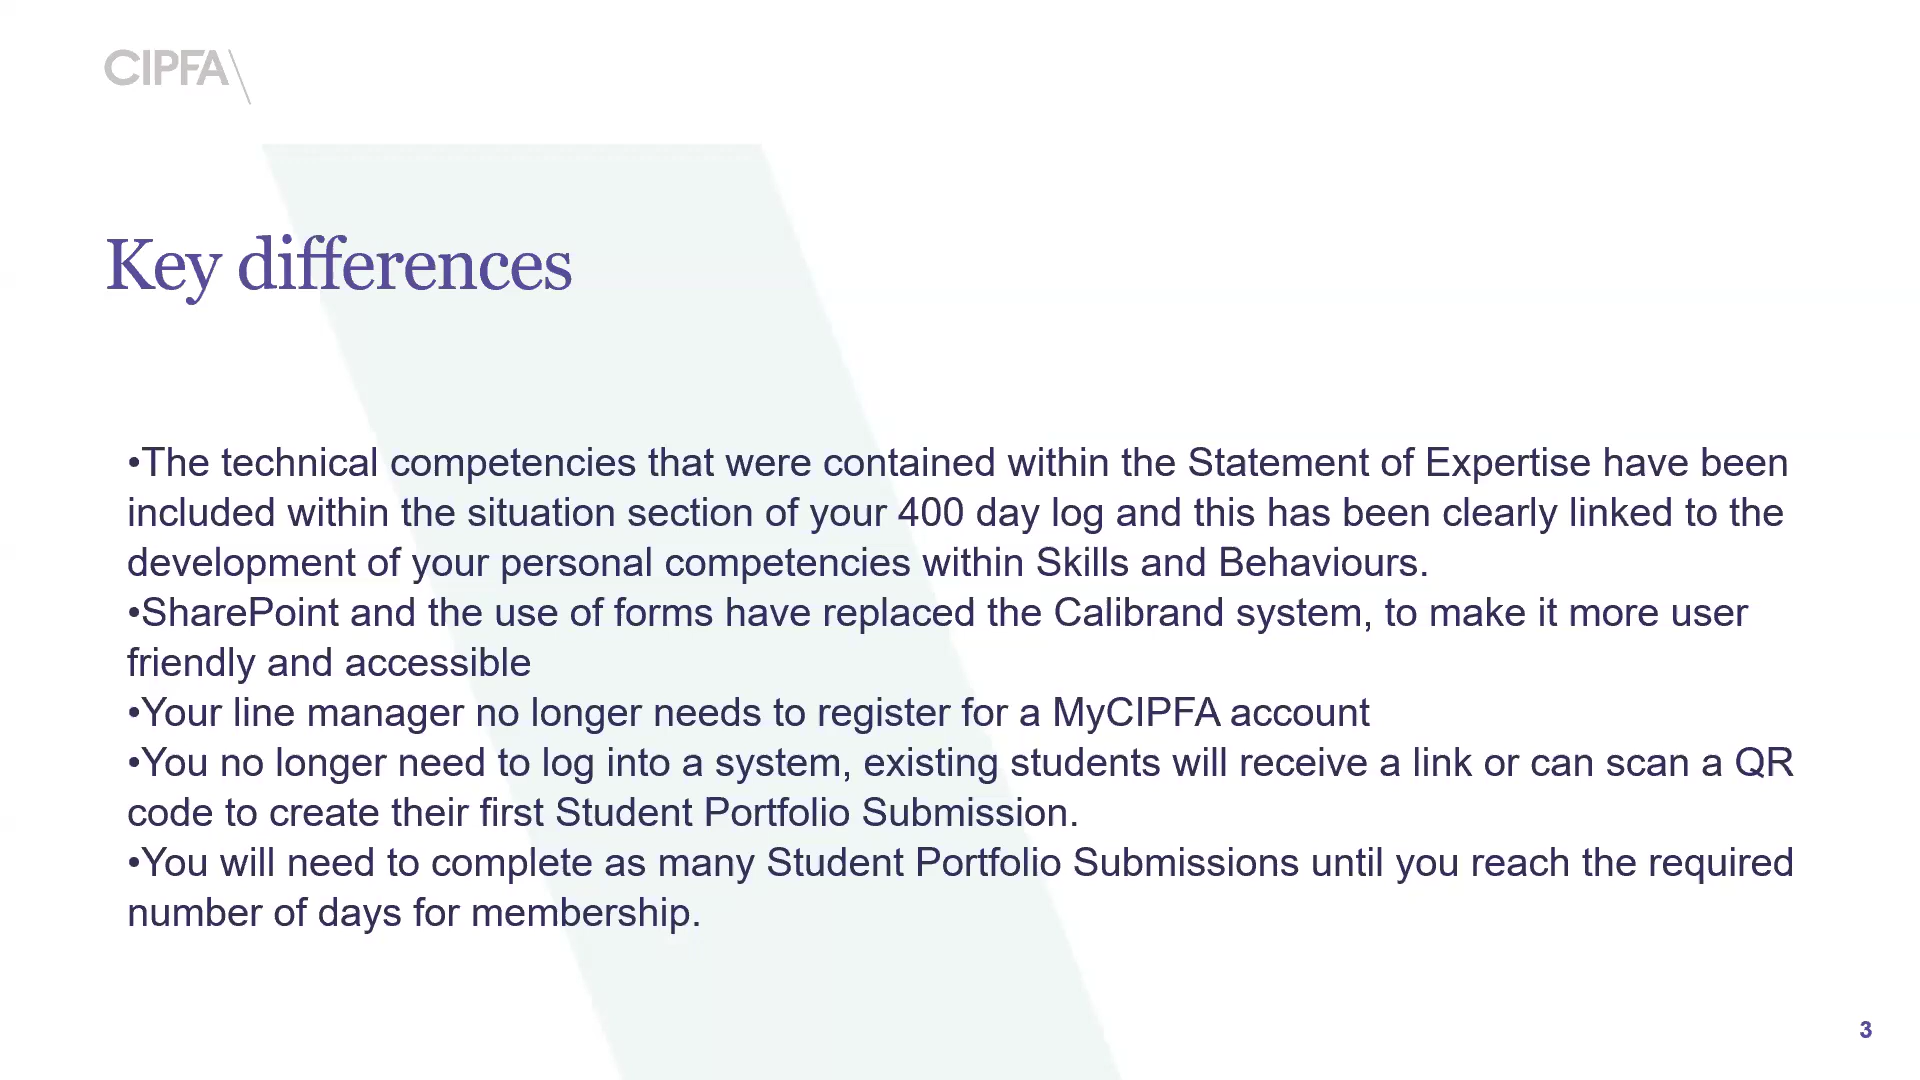 CIPFA
Key differences
•The technical competencies that were contained within the Statement of Expertise have been
included within the situation section of your 400 day log and this has been clearly linked to the
development of your personal competencies within Skills and Behaviours.
•SharePoint and the use of forms have replaced the Calibrand system, to make it more user
friendly and accessible
•Your line manager no longer needs to register for a MyCIPFA account
•You no longer need to log into a system, existing students will receive a link or can scan a QR
code to create their first Student Portfolio Submission.
•You will need to complete as many Student Portfolio Submissions until you reach the required
number of days for membership.
3